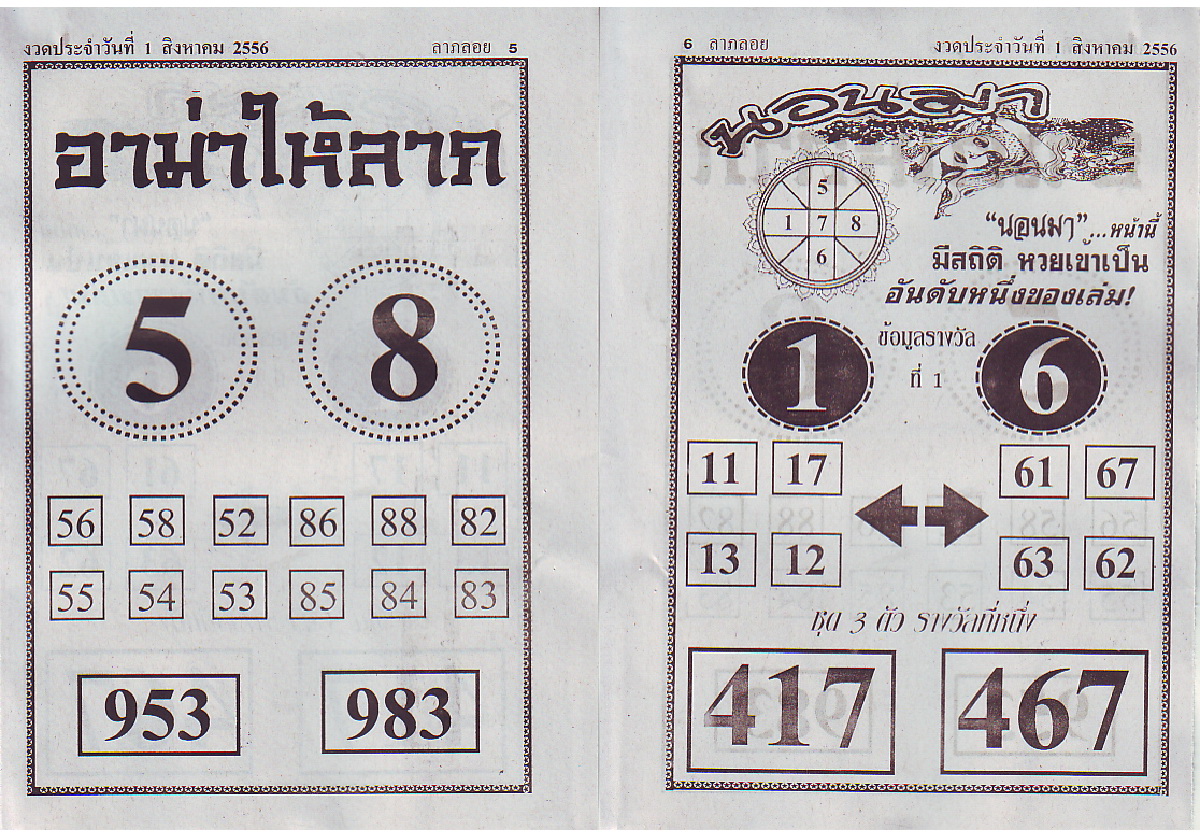 งวดประจำวันที่ 1 สิงหาคม 2556
ลาภลอย 5
อาม่าให้ลาก
5 8
56 58 52 86 88 82
55 54 53 85 84 83
953 983
6 ลาภลอย
งวดประจำวันที่ 1 สิงหาคม 2556
นอนมา
5
1 7 8
6
"นอนมา"...หน้านี้
มีสถิติ หวยเข้าเป็น
อันดับหนึ่งของเล่ม!
ข้อมูลรางวัล
ที่ 1
1 6
11 17 61 67
13 12 63 62
ชุด 3 ตัว รางวัลที่หนึ่ง
417 467